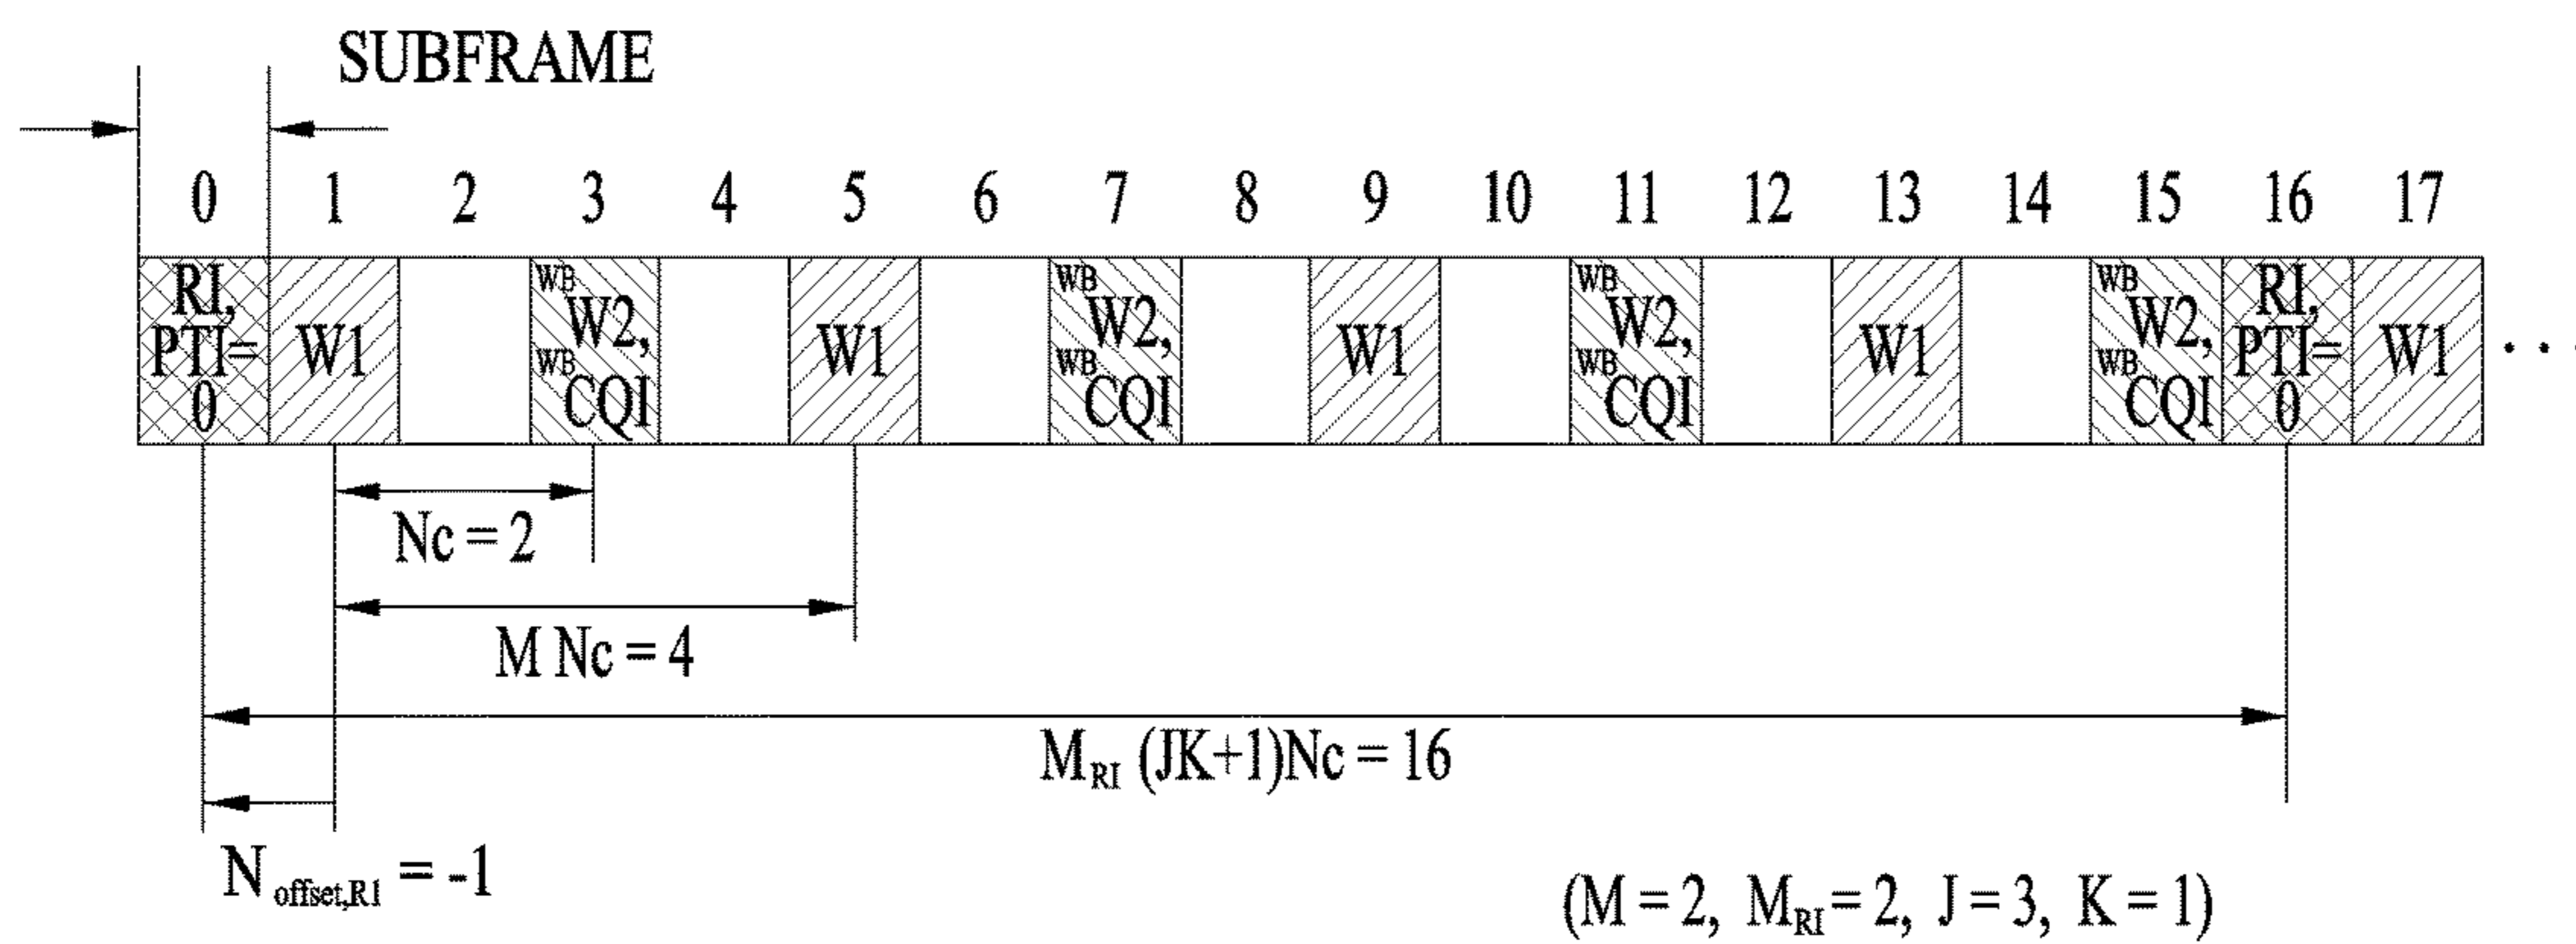 SUBFRAME
0 1 2 3 4 5 6 7 8 9 10 11 12 13 14 15 16 17
RI, PTI= 0
W1
WB W2, WB CQI
W1
WB W2, WB CQI
W1
WB W2, WB CQI
W1
WB W2, WB CQI
RI, PTI= 0
W1
...
Nc = 2
M Nc = 4
MRI (JK+1)Nc = 16
Noffset,R1 = -1
(M = 2, MRI = 2, J = 3, K = 1)